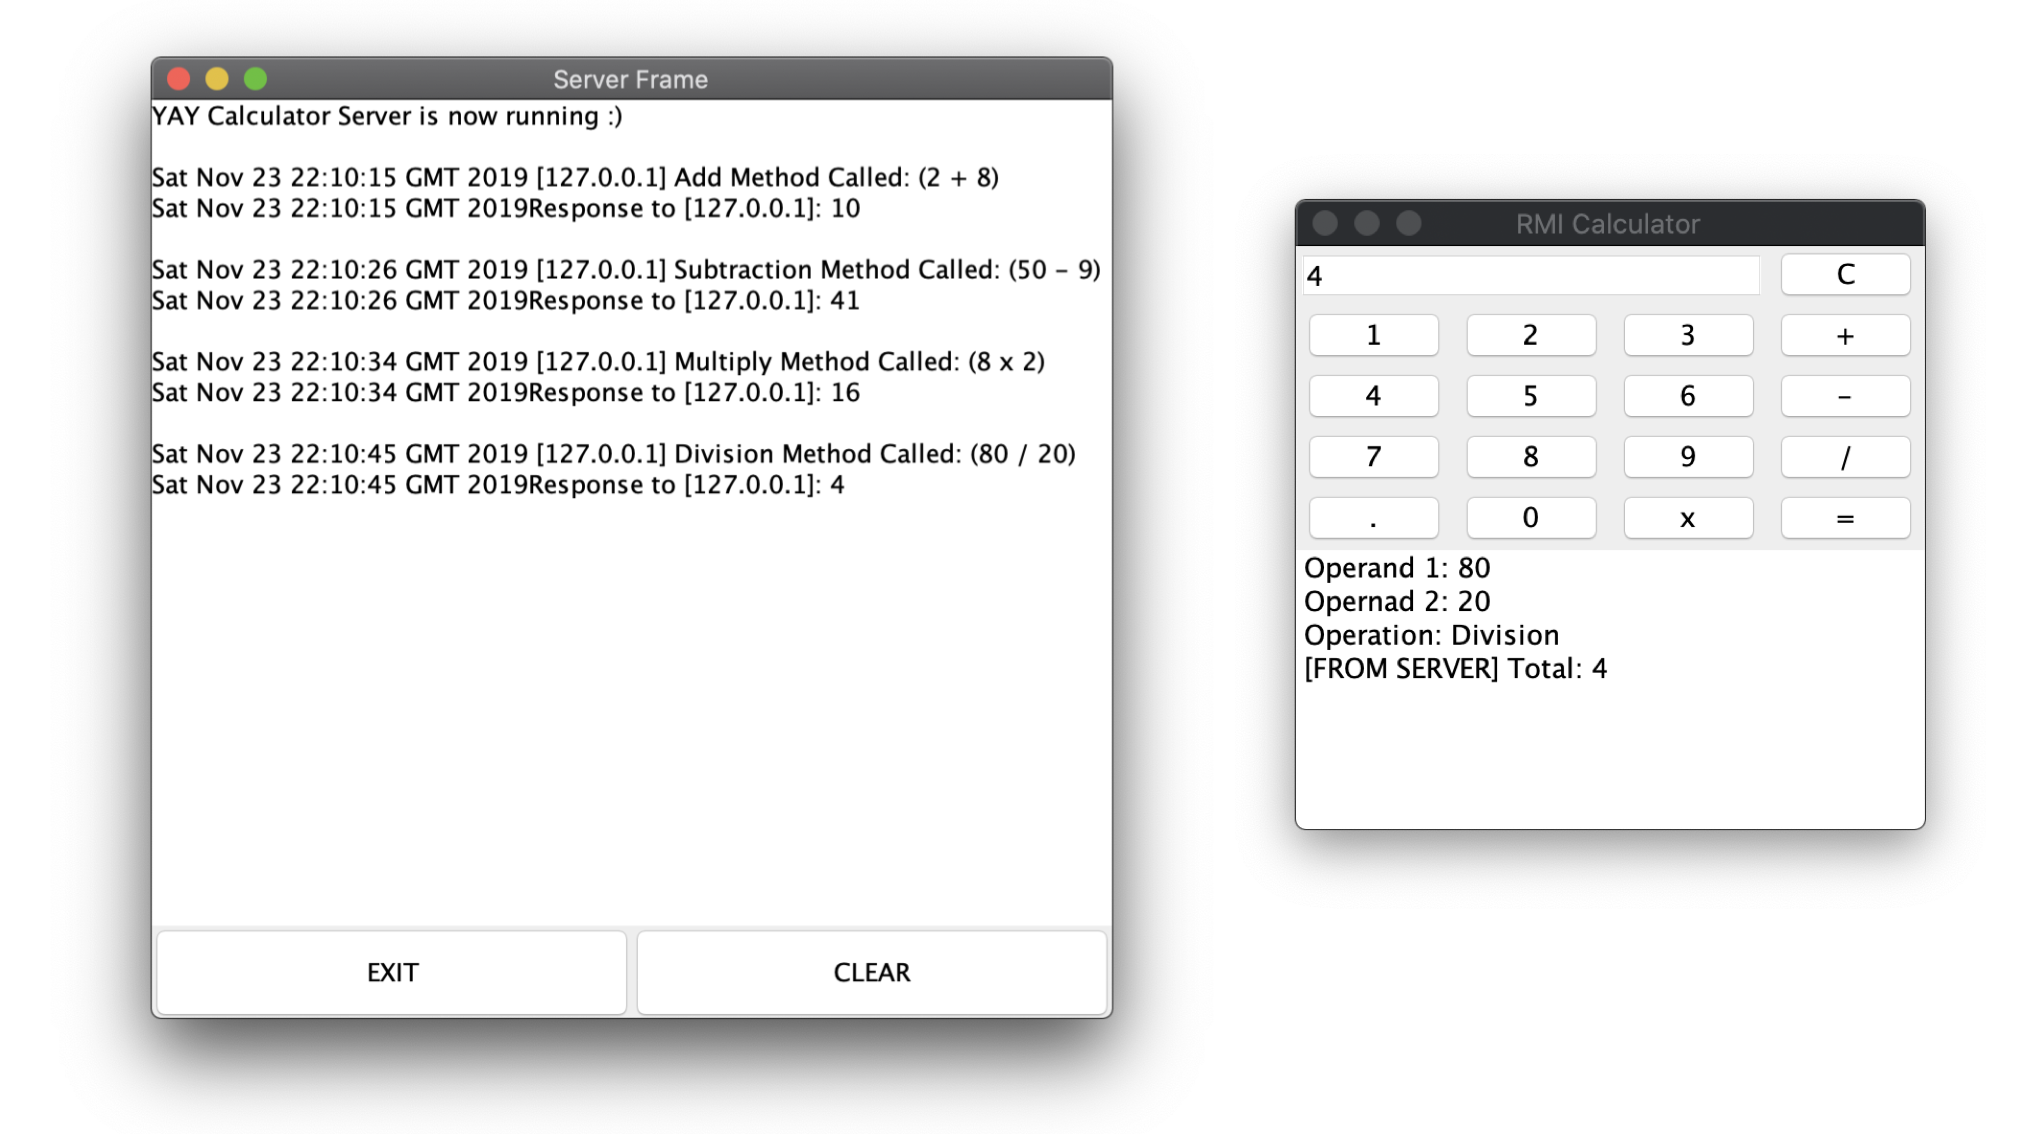 Server Frame
YAY Calculator Server is now running :)
Sat Nov 23 22:10:15 GMT 2019 [127.0.0.1] Add Method Called: (2 + 8)
Sat Nov 23 22:10:15 GMT 2019Response to [127.0.0.1]: 10
Sat Nov 23 22:10:26 GMT 2019 [127.0.0.1] Subtraction Method Called: (50 - 9)
Sat Nov 23 22:10:26 GMT 2019Response to [127.0.0.1]: 41
Sat Nov 23 22:10:34 GMT 2019 [127.0.0.1] Multiply Method Called: (8 x 2)
Sat Nov 23 22:10:34 GMT 2019Response to [127.0.0.1]: 16
Sat Nov 23 22:10:45 GMT 2019 [127.0.0.1] Division Method Called: (80 / 20)
Sat Nov 23 22:10:45 GMT 2019Response to [127.0.0.1]: 4
EXIT CLEAR
RMI Calculator
4 C
1 2 3 +
4 5 6 -
7 8 9 /
. 0 x =
Operand 1: 80
Opernad 2: 20
Operation: Division
[FROM SERVER] Total: 4